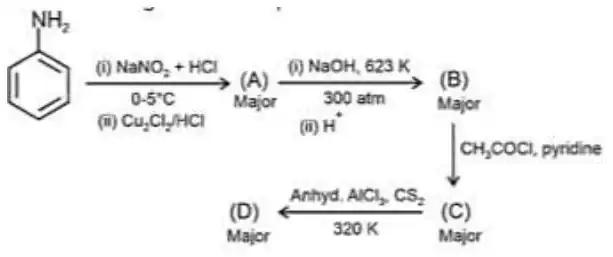 NH₂
(i) NaNO₂ + HCl
0-5°C
(ii) Cu₂Cl₂/HCl
(A)
Major
(i) NaOH, 623 K
300 atm
(ii) H⁺
(B)
Major
CH₃COCl, pyridine
(C)
Major
Anhyd. AlCl₃, CS₂
320 K
(D)
Major